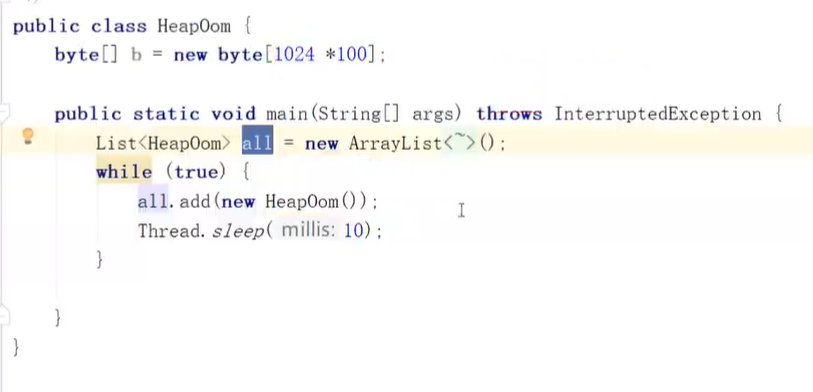 public class HeapOom {
    byte[] b = new byte[1024 *100];
    public static void main(String[] args) throws InterruptedException {
        List<HeapOom> all = new ArrayList<~>();
        while (true) {
            all.add(new HeapOom());
            Thread.sleep( millis: 10);
        }
    }
}